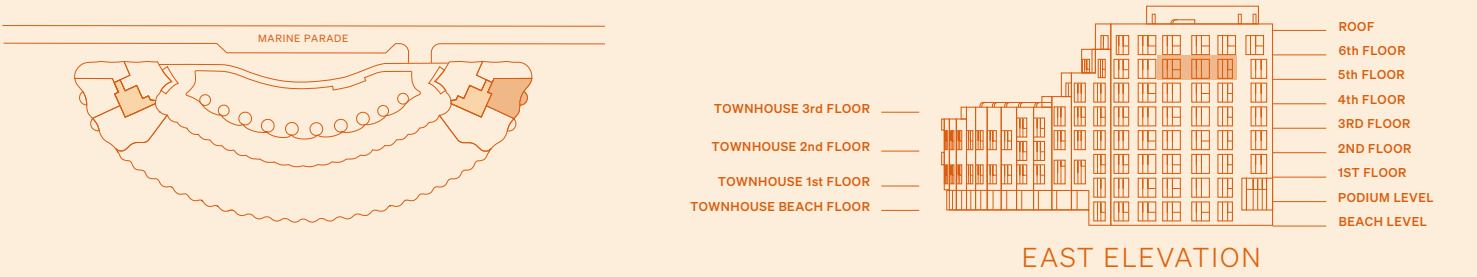 MARINE PARADE
TOWNHOUSE 3rd FLOOR
TOWNHOUSE 2nd FLOOR
TOWNHOUSE 1st FLOOR
TOWNHOUSE BEACH FLOOR
ROOF
6th FLOOR
5th FLOOR
4th FLOOR
3RD FLOOR
2ND FLOOR
1ST FLOOR
PODIUM LEVEL
BEACH LEVEL
EAST ELEVATION